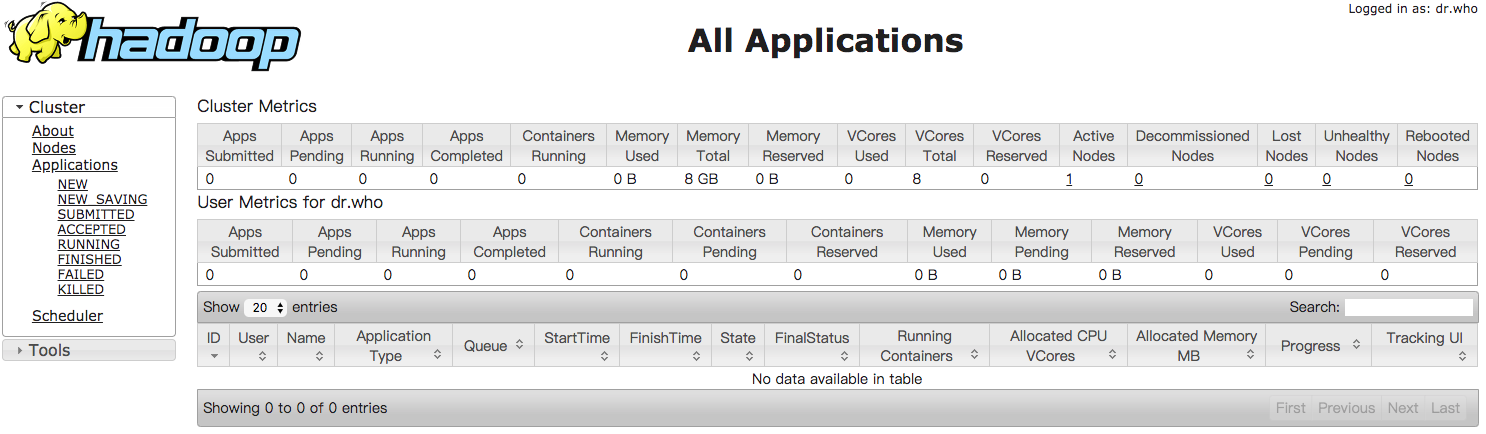 Logged in as: dr.who
hadoop
All Applications
Cluster
About
Nodes
Applications
NEW
NEW_SAVING
SUBMITTED
ACCEPTED
RUNNING
FINISHED
FAILED
KILLED
Scheduler
Tools
Cluster Metrics
Apps Submitted Apps Pending Apps Running Apps Completed Containers Running Memory Used Memory Total Memory Reserved VCores Used VCores Total VCores Reserved Active Nodes Decommissioned Nodes Lost Nodes Unhealthy Nodes Rebooted Nodes
0 0 0 0 0 0 B 8 GB 0 B 0 8 0 1 0 0 0 0
User Metrics for dr.who
Apps Submitted Apps Pending Apps Running Apps Completed Containers Running Containers Pending Containers Reserved Memory Used Memory Pending Memory Reserved VCores Used VCores Pending VCores Reserved
0 0 0 0 0 0 0 0 B 0 B 0 B 0 0 0
Show 20 entries Search:
ID User Name Application Type Queue StartTime FinishTime State FinalStatus Running Containers Allocated CPU VCores Allocated Memory MB Progress Tracking UI
No data available in table
Showing 0 to 0 of 0 entries First Previous Next Last